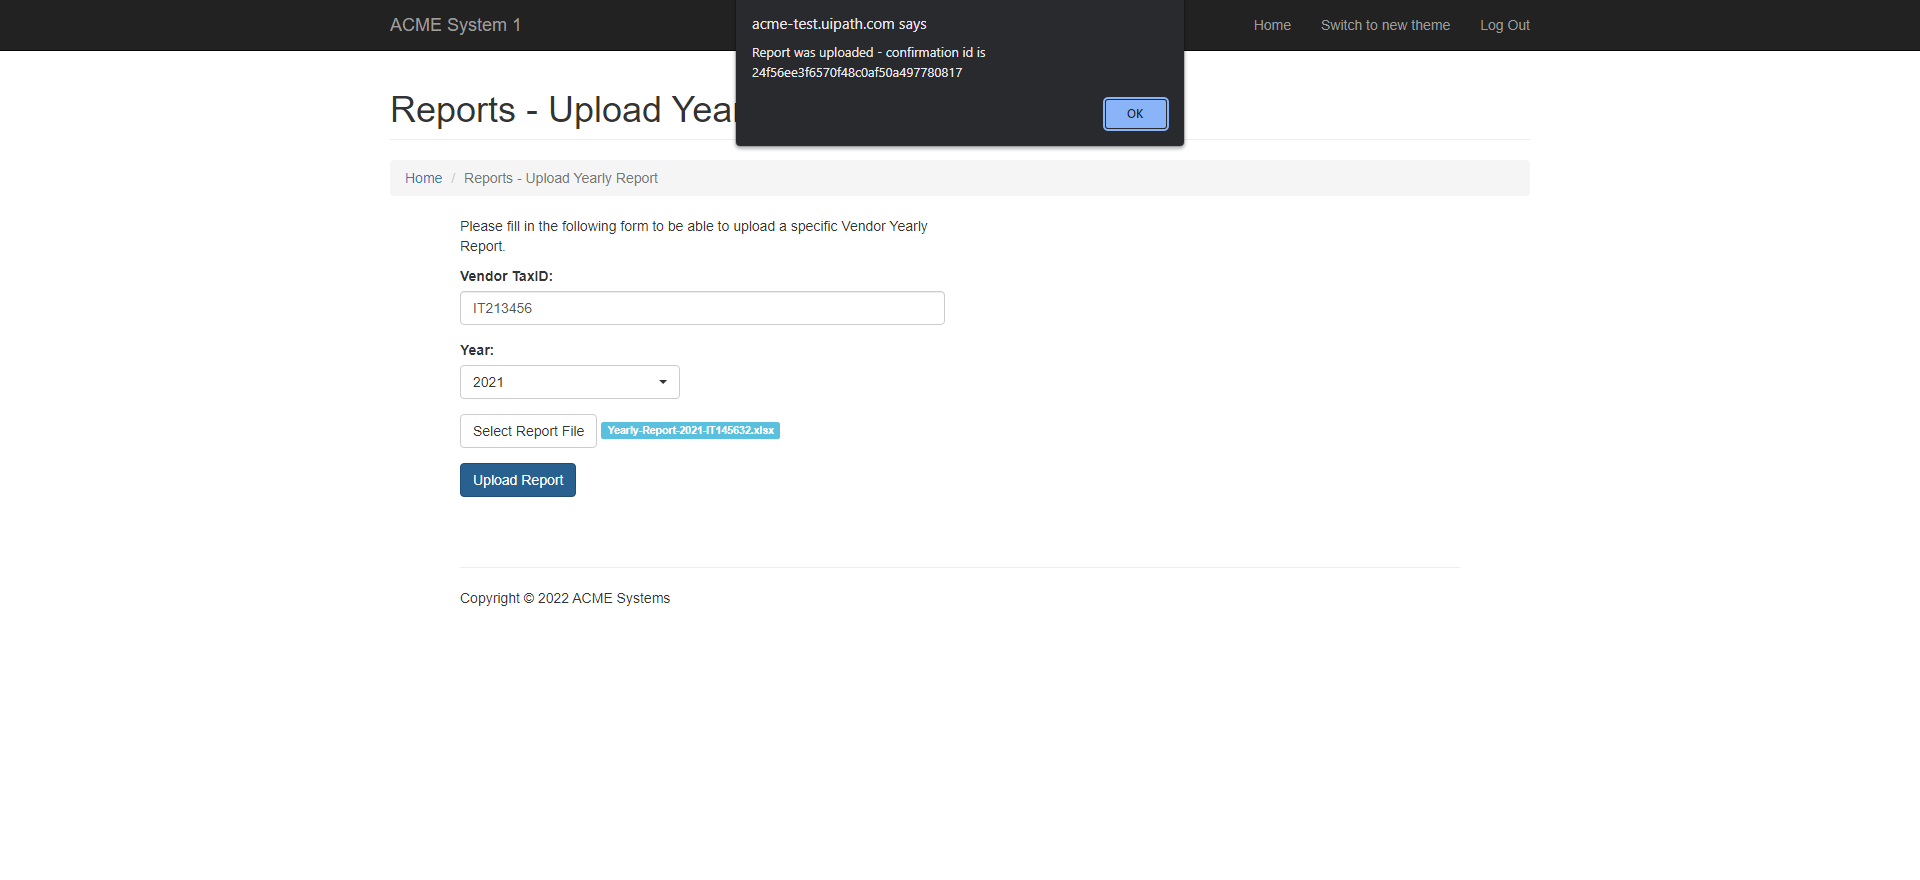 ACME System 1
Home
Switch to new theme
Log Out
acme-test.uipath.com says
Report was uploaded - confirmation id is
24f56ee3f6570f48c0af50a497780817
OK
Reports - Upload Year
Home / Reports - Upload Yearly Report
Please fill in the following form to be able to upload a specific Vendor Yearly
Report.
Vendor TaxID:
IT213456
Year:
2021
Select Report File
Yearly-Report-2021-IT145632.xlsx
Upload Report
Copyright © 2022 ACME Systems